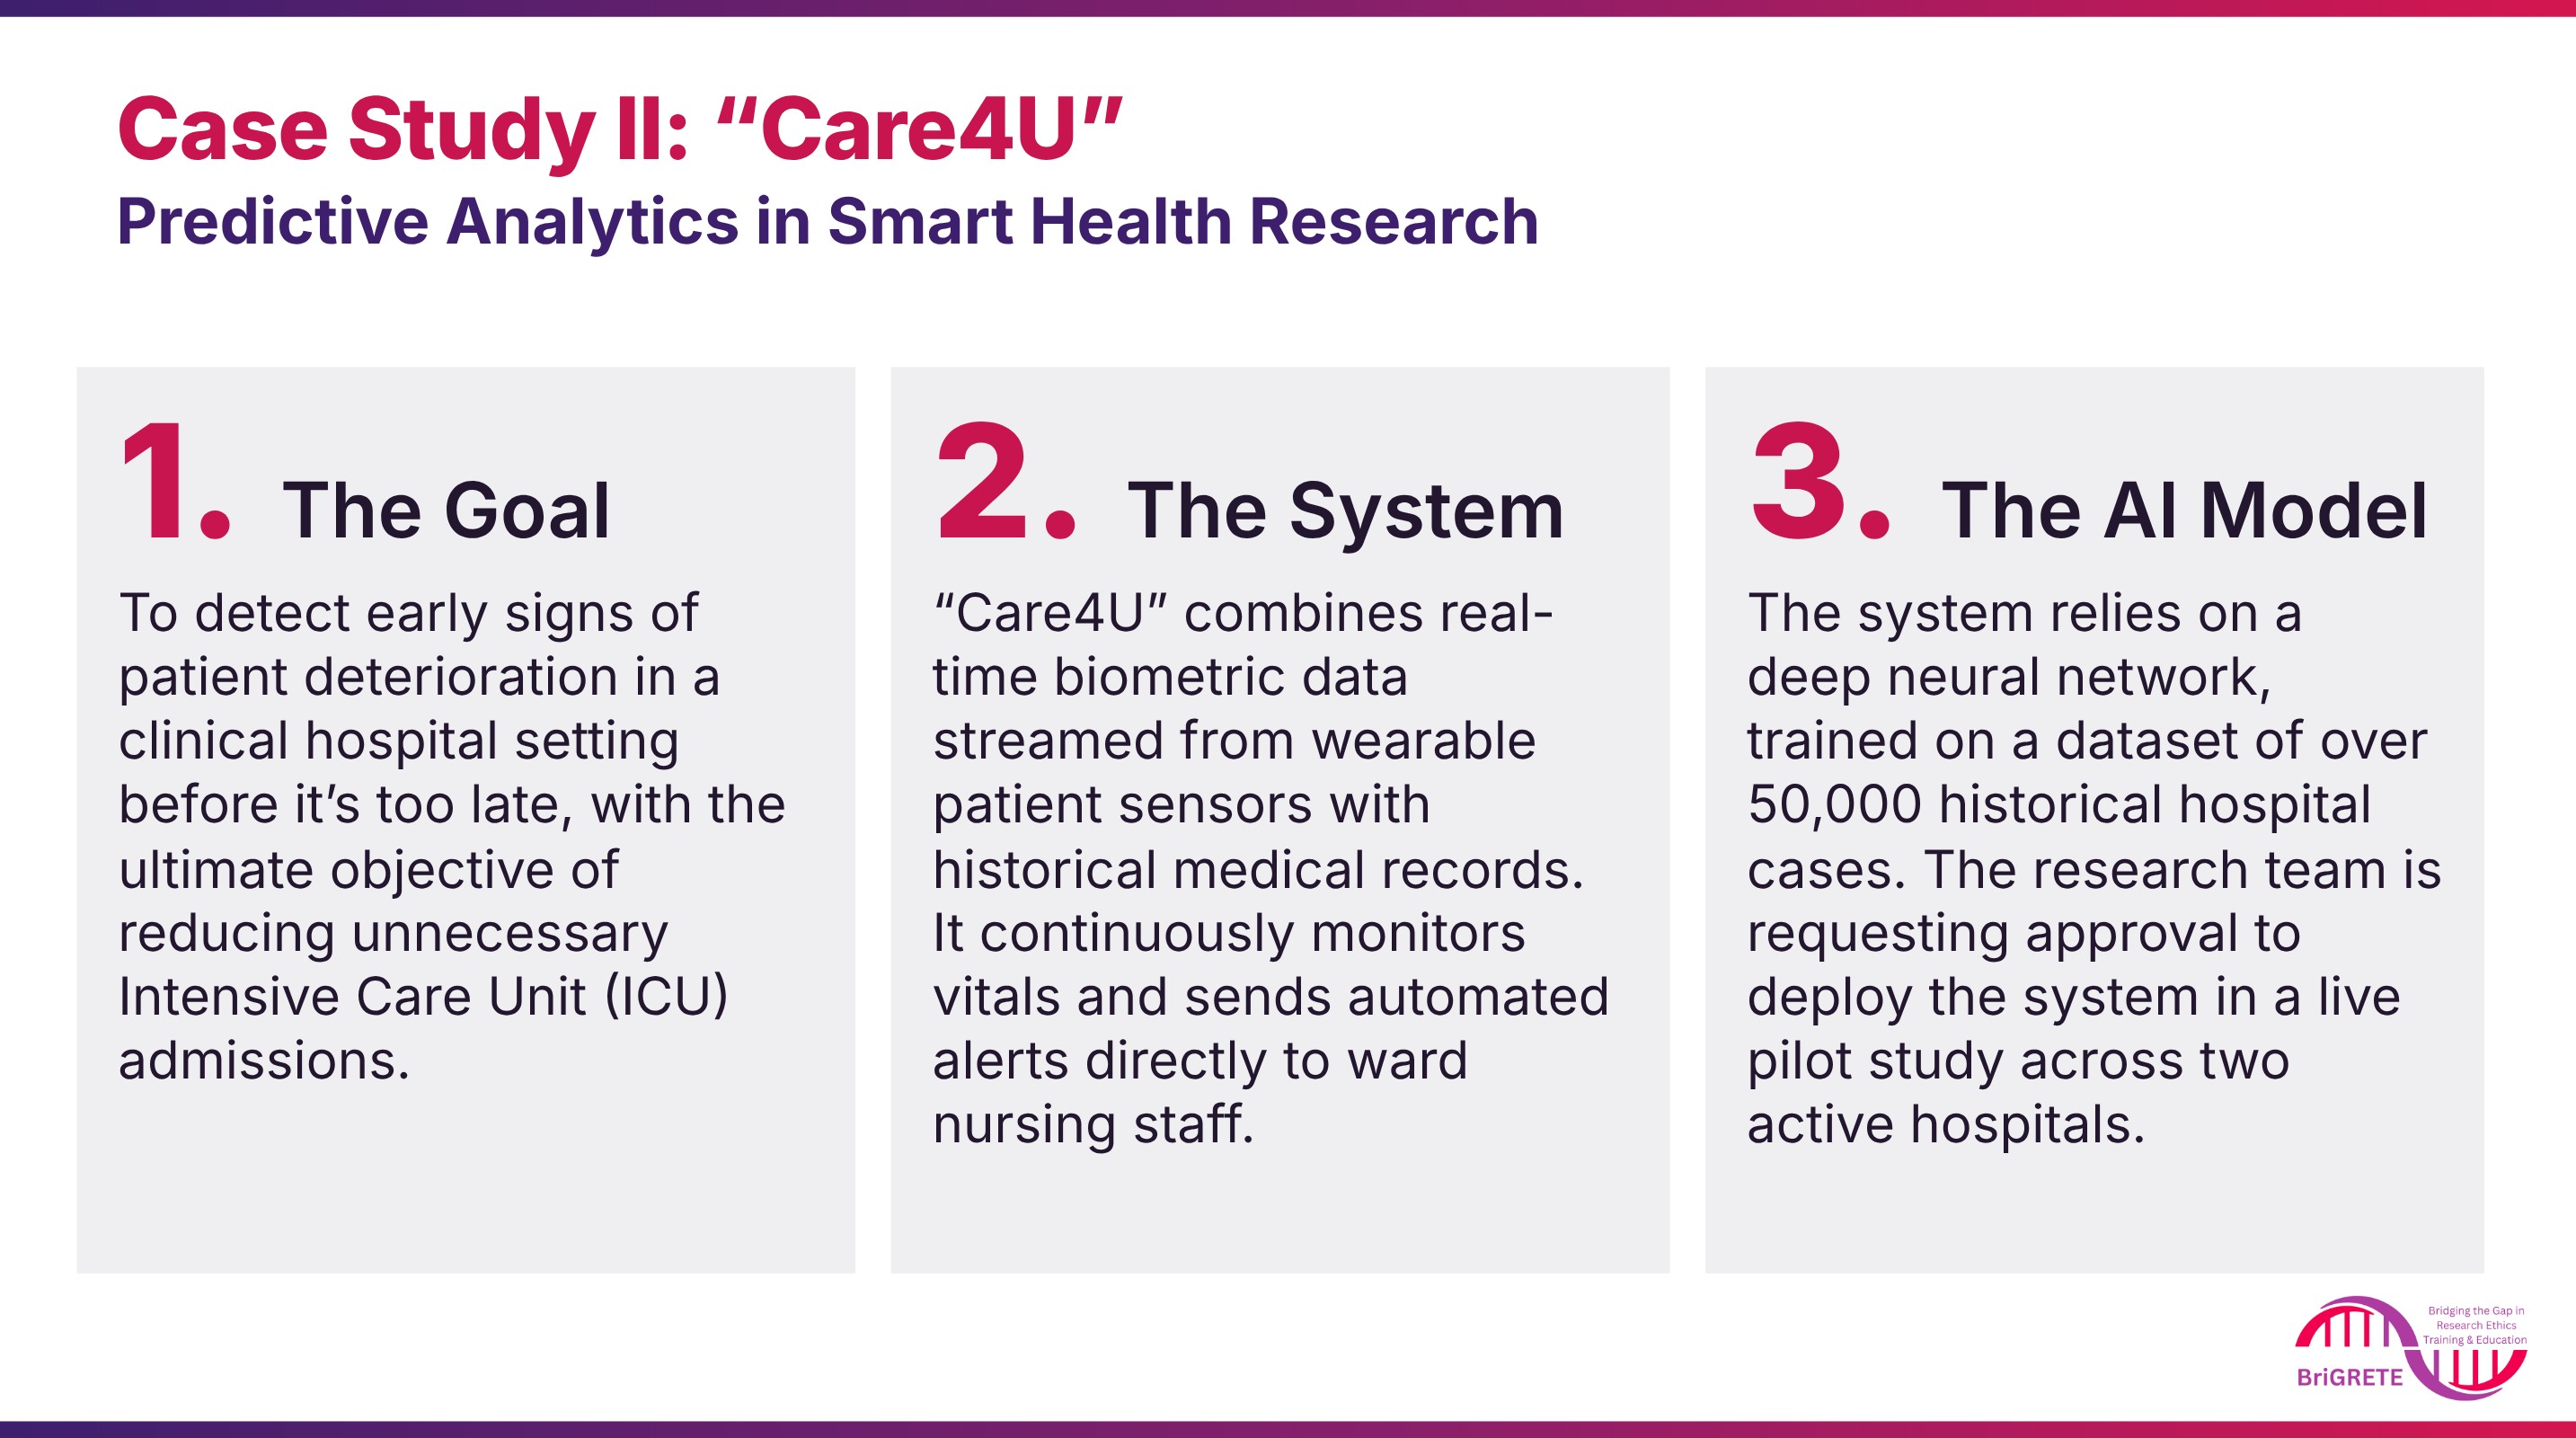 Case Study II: “Care4U”
Predictive Analytics in Smart Health Research
1. The Goal
To detect early signs of
patient deterioration in a
clinical hospital setting
before it’s too late, with the
ultimate objective of
reducing unnecessary
Intensive Care Unit (ICU)
admissions.
2. The System
“Care4U” combines real-
time biometric data
streamed from wearable
patient sensors with
historical medical records.
It continuously monitors
vitals and sends automated
alerts directly to ward
nursing staff.
3. The AI Model
The system relies on a
deep neural network,
trained on a dataset of over
50,000 historical hospital
cases. The research team is
requesting approval to
deploy the system in a live
pilot study across two
active hospitals.
Bridging the Gap in
Research Ethics
Training & Education
BriGRETE